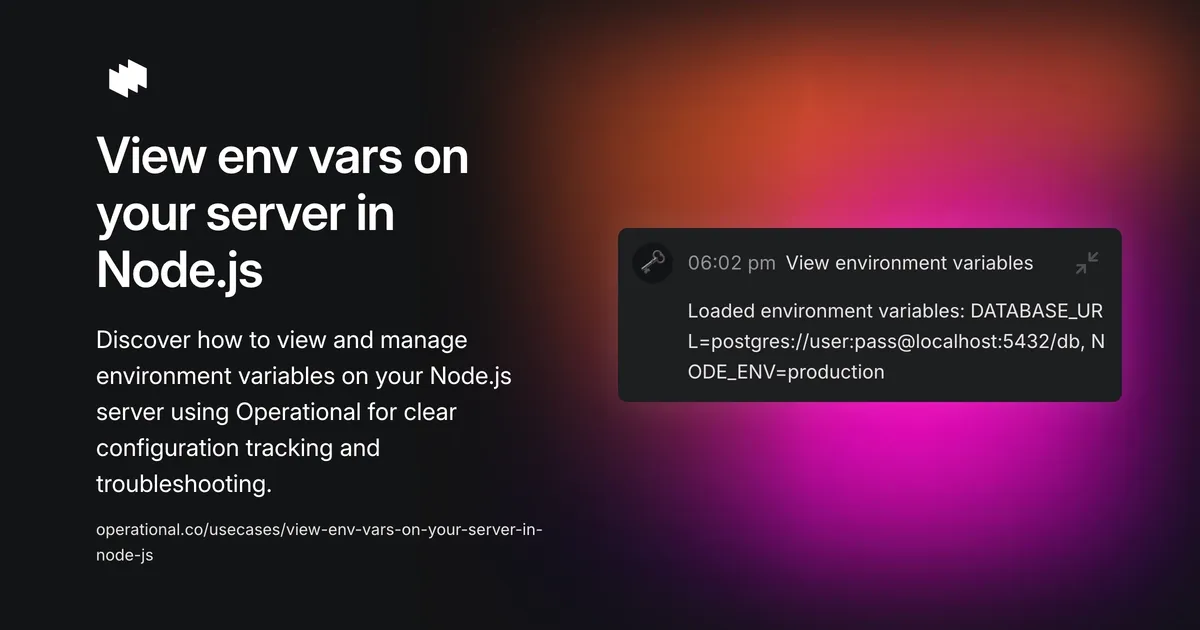 View env vars on
your server in
Node.js
Discover how to view and manage
environment variables on your Node.js
server using Operational for clear
configuration tracking and
troubleshooting.
operational.co/usecases/view-env-vars-on-your-server-in-
node-js
06:02 pm View environment variables
Loaded environment variables: DATABASE_UR
L=postgres://user:pass@localhost:5432/db, N
ODE_ENV=production